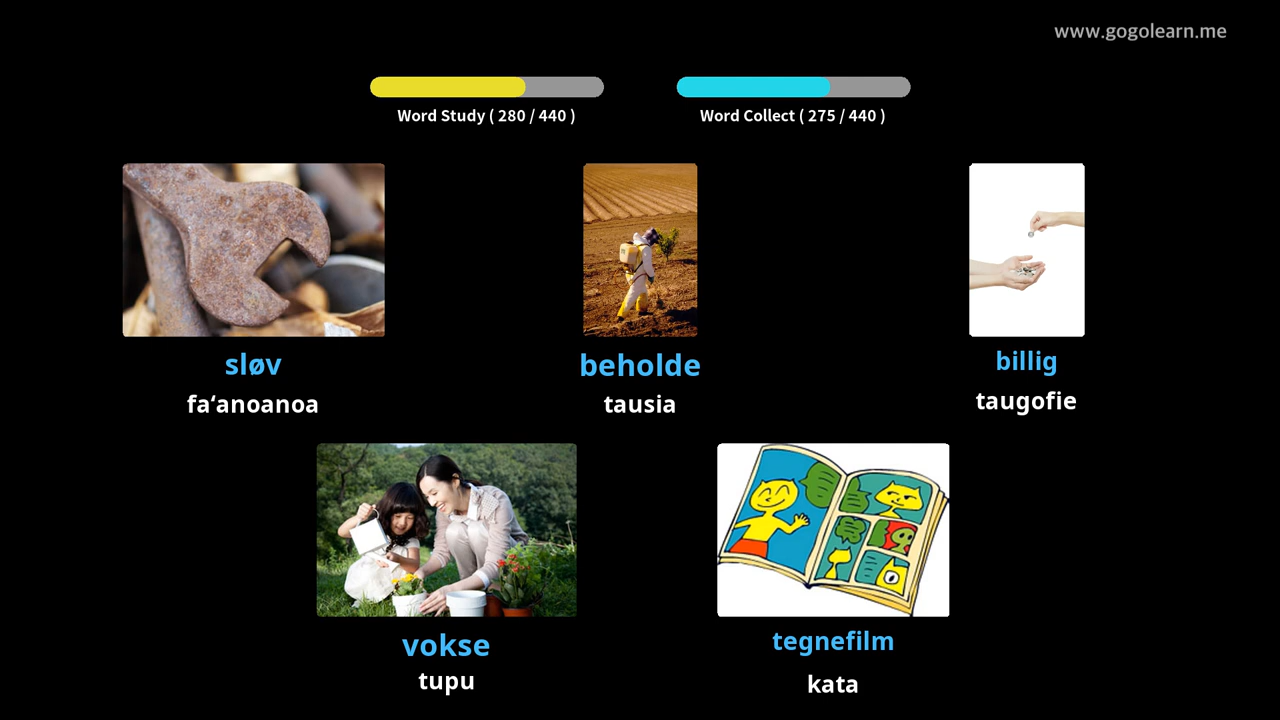 www.gogolearn.me
Word Study ( 280 / 440 )
Word Collect ( 275 / 440 )
sløv
fa‘anoanoa
beholde
tausia
billig
taugofie
vokse
tupu
tegnefilm
kata